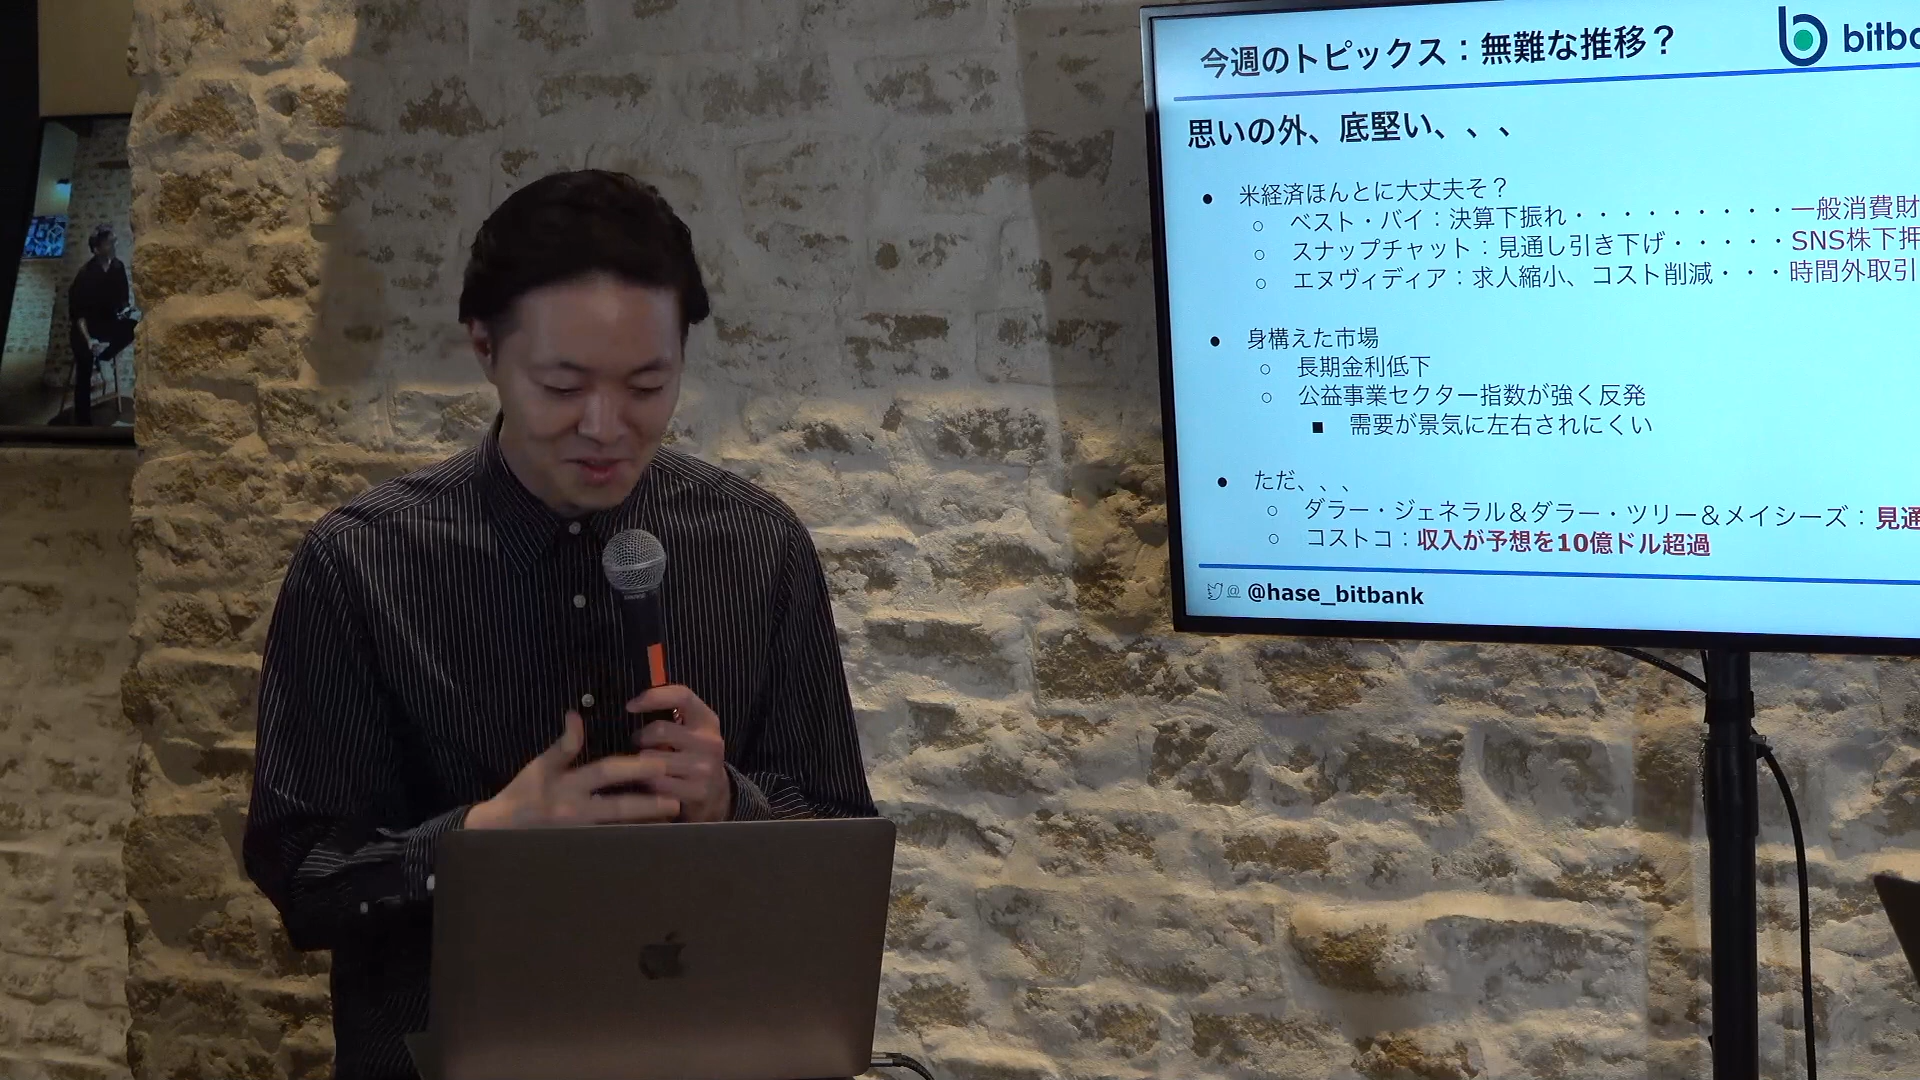 今週のトピックス：無難な推移？
bitba
思いの外、底堅い、、、
● 米経済ほんとに大丈夫そ？
○ ベスト・バイ：決算下振れ・・・・・・・・・一般消費財
○ スナップチャット：見通し引き下げ・・・・・SNS株下押
○ エヌヴィディア：求人縮小、コスト削減・・・時間外取引
● 身構えた市場
○ 長期金利低下
○ 公益事業セクター指数が強く反発
■ 需要が景気に左右されにくい
● ただ、、、
○ ダラー・ジェネラル＆ダラー・ツリー＆メイシーズ：見通
○ コストコ：収入が予想を10億ドル超過
@ @hase_bitbank